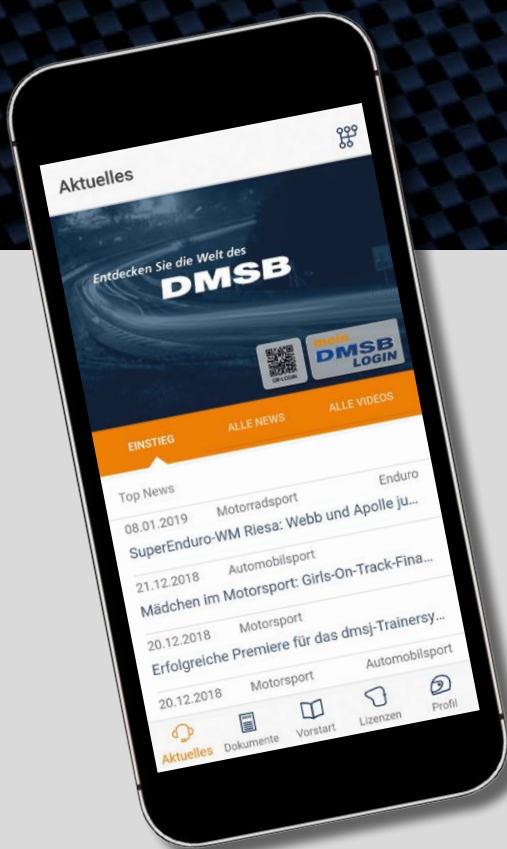 Aktuelles
Entdecken Sie die Welt des
DMSB
mein
DMSB
LOGIN
QR-LOGIN
EINSTIEG ALLE NEWS ALLE VIDEOS
Top News
08.01.2019 Motorradsport Enduro
SuperEnduro-WM Riesa: Webb und Apolle ju...
21.12.2018 Automobilsport
Mädchen im Motorsport: Girls-On-Track-Fina...
20.12.2018 Motorsport
Erfolgreiche Premiere für das dmsj-Trainersy...
20.12.2018 Motorsport Automobilsport
Aktuelles Dokumente Vorstart Lizenzen Profil